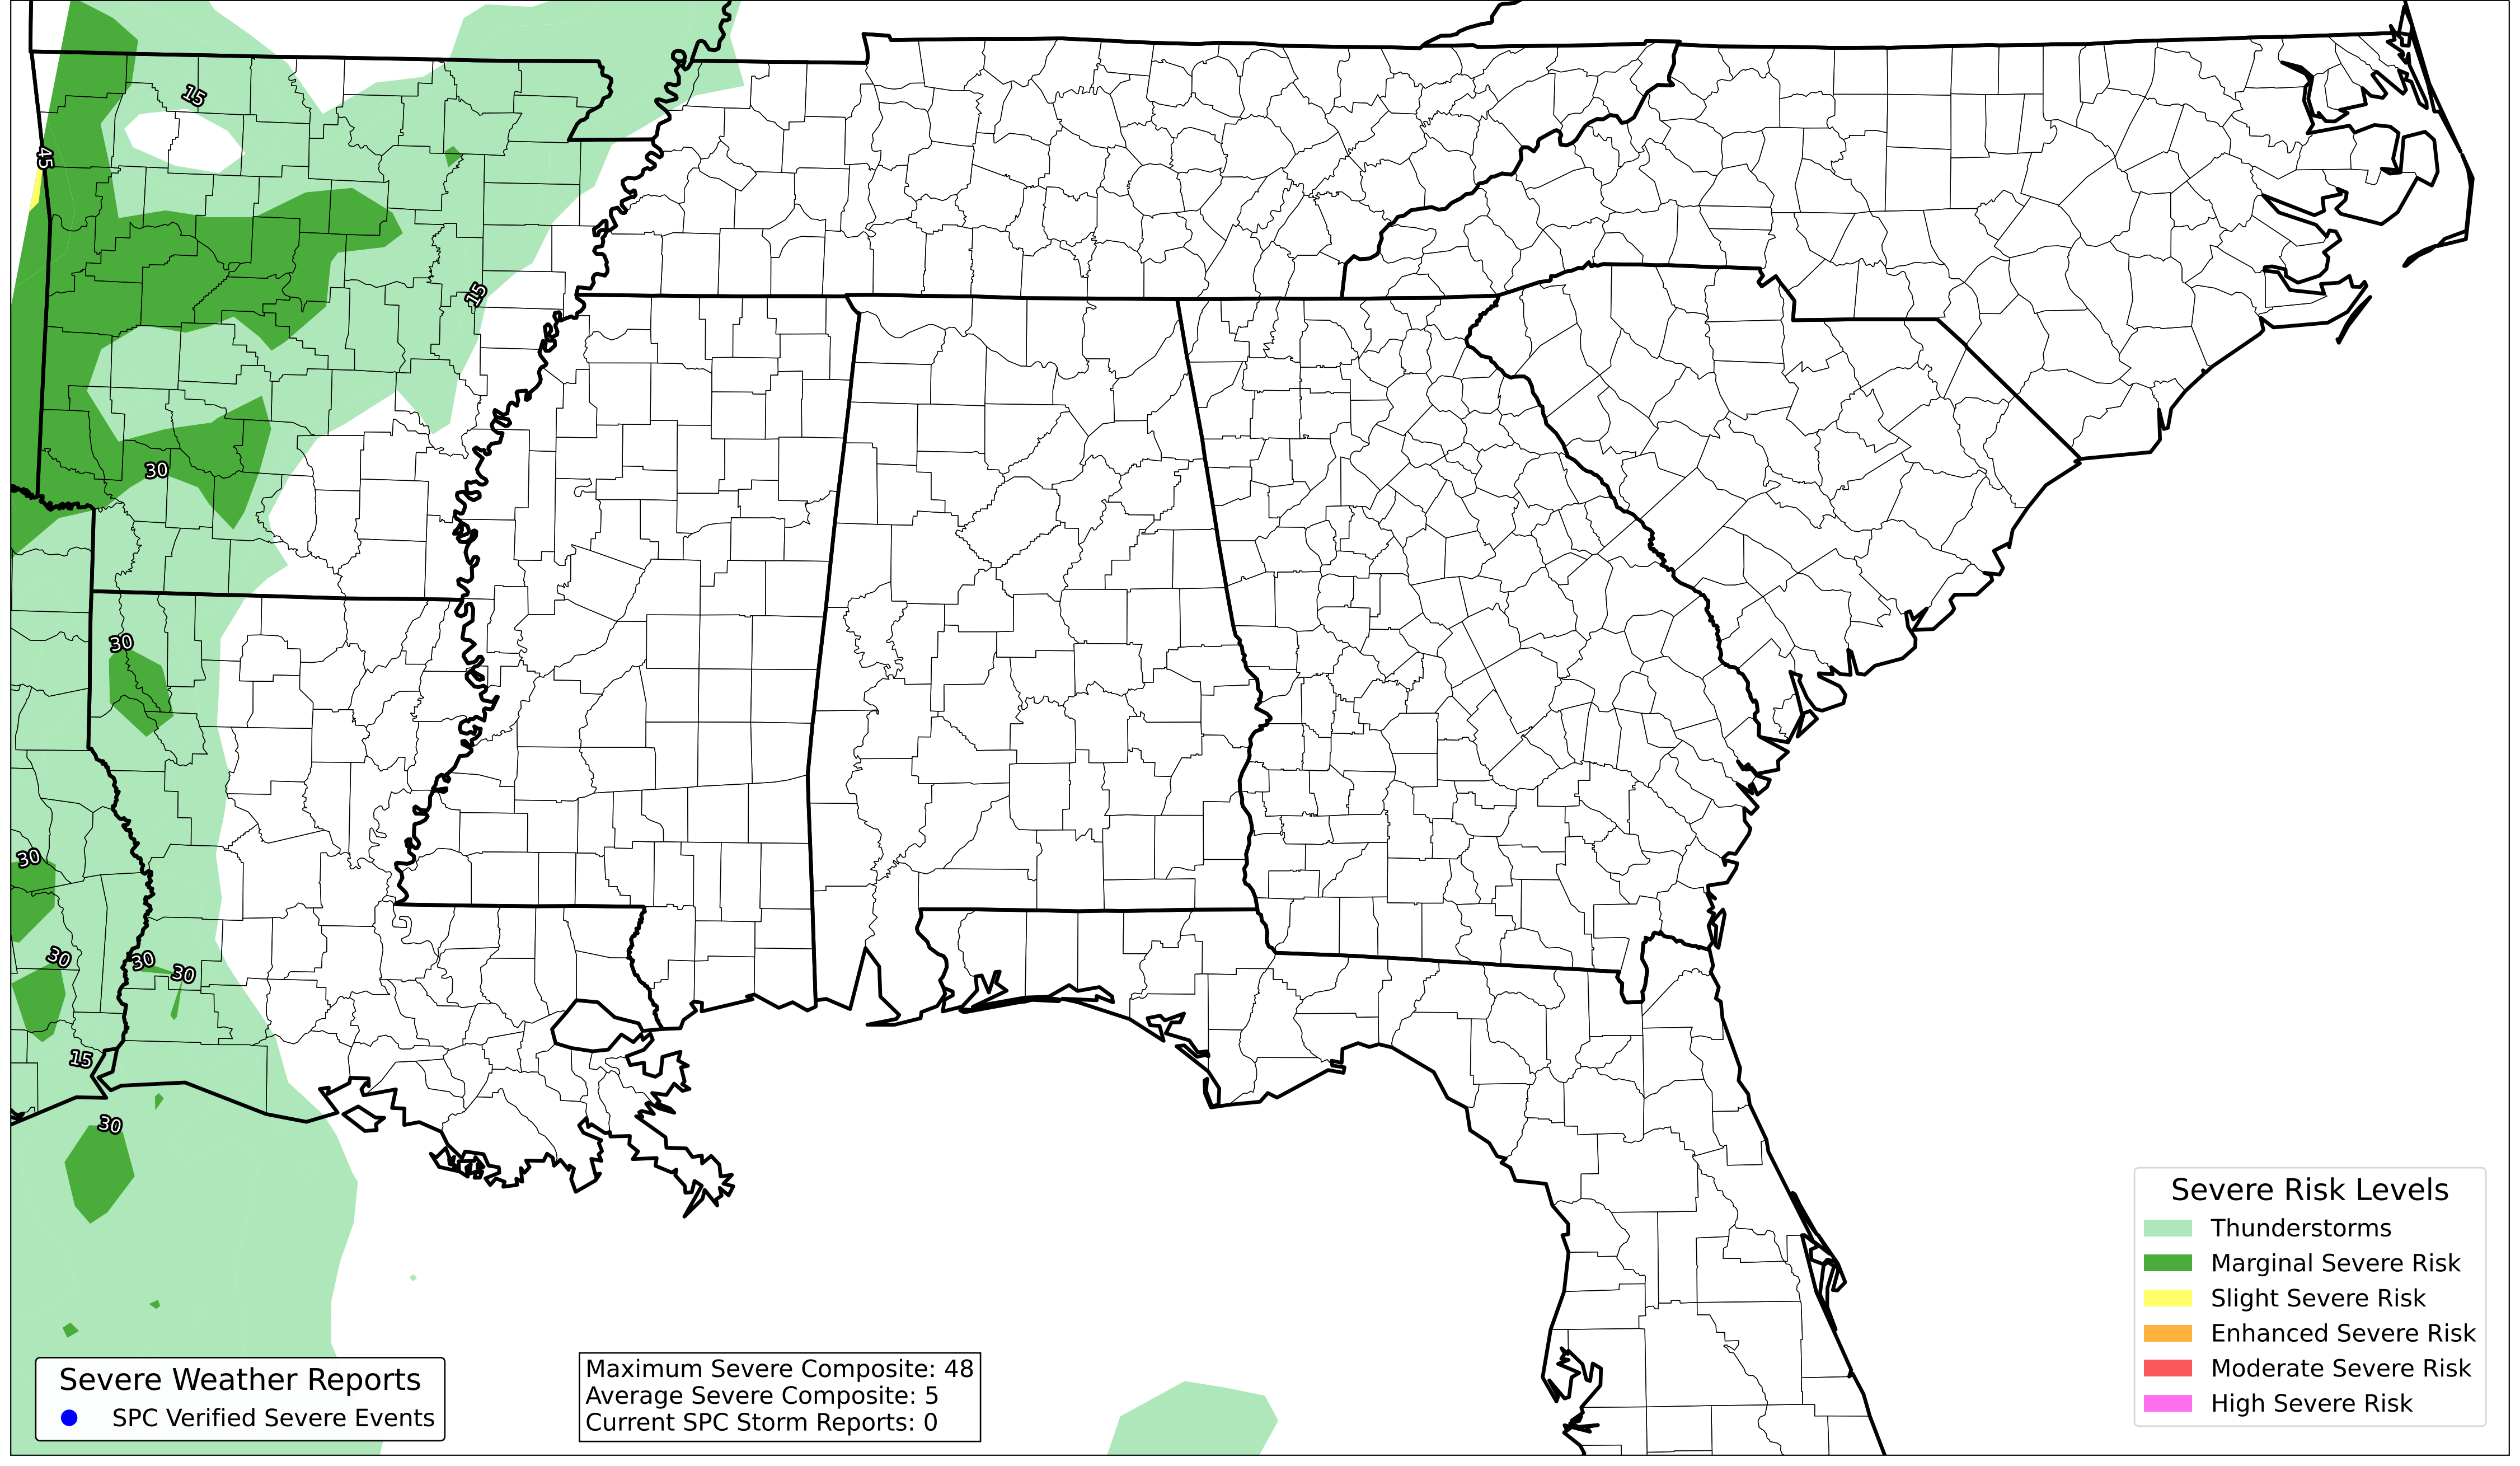 15
45
15
30
30
30
30
30
30
15
30
Severe Risk Levels
Thunderstorms
Marginal Severe Risk
Slight Severe Risk
Enhanced Severe Risk
Moderate Severe Risk
High Severe Risk
Severe Weather Reports
SPC Verified Severe Events
Maximum Severe Composite: 48
Average Severe Composite: 5
Current SPC Storm Reports: 0